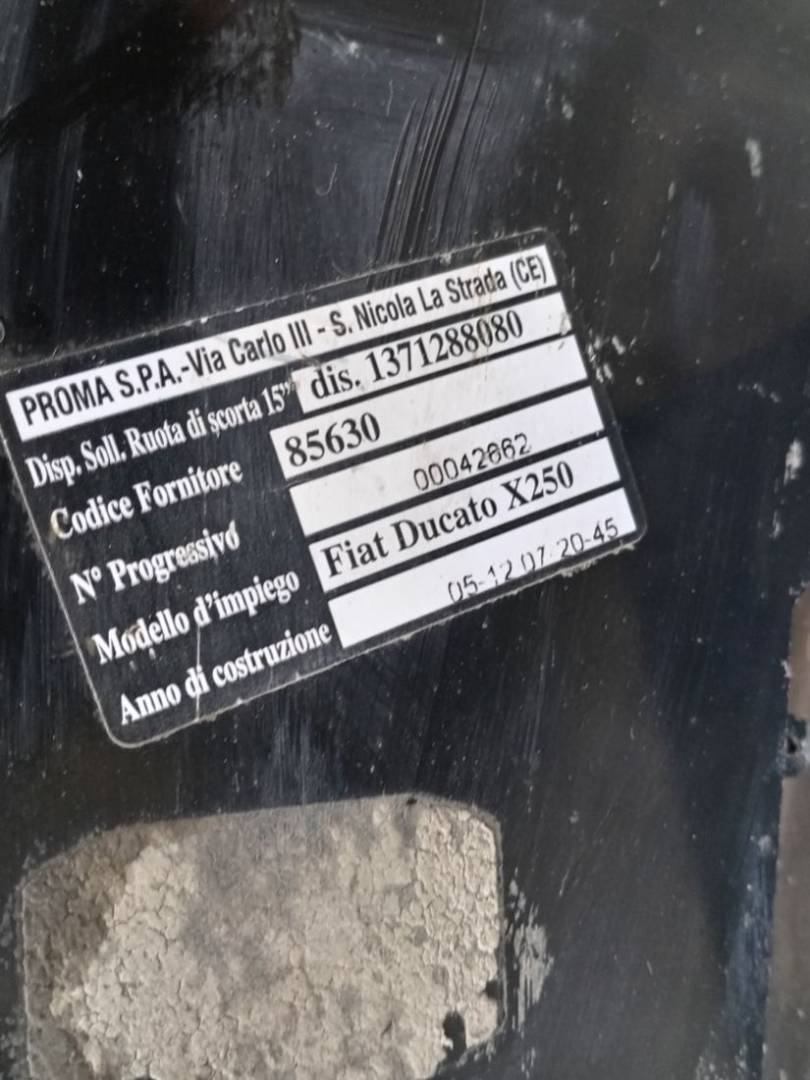 PROMA S.P.A.-Via Carlo III - S. Nicola La Strada (CE)
Disp. Soll. Ruota di scorta 15” dis. 1371288080
Codice Fornitore 85630
N° Progressivo 00042662
Modello d’impiego Fiat Ducato X250
Anno di costruzione 05-12 07 20-45